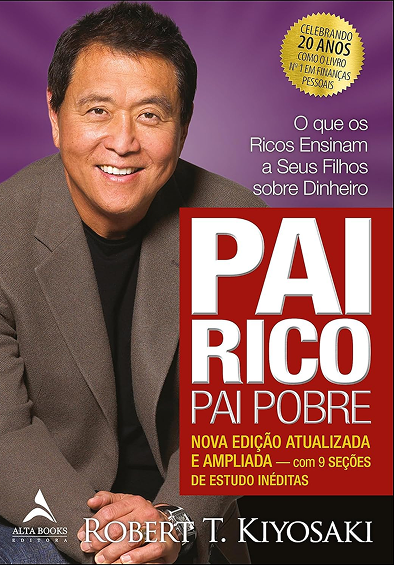 CELEBRANDO
20 ANOS
COMO O LIVRO
Nº 1 EM FINANÇAS
PESSOAIS
O que os
Ricos Ensinam
a Seus Filhos
sobre Dinheiro
PAI
RICO
PAI POBRE
NOVA EDIÇÃO ATUALIZADA
E AMPLIADA — com 9 SEÇÕES
DE ESTUDO INÉDITAS
ALTA BOOKS
EDITORA
ROBERT T. KIYOSAKI